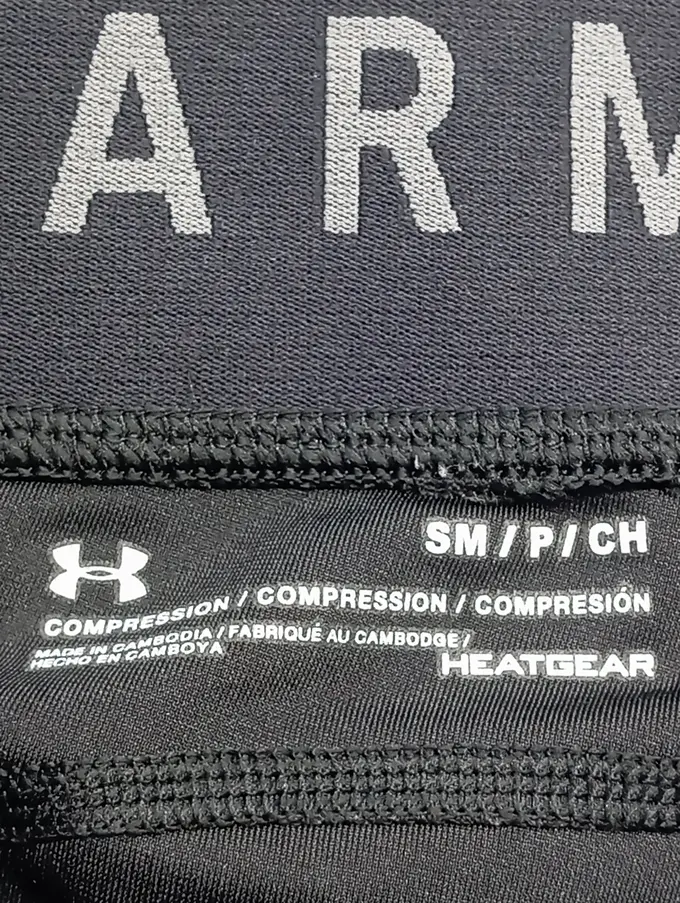 ARM
SM / P / CH
COMPRESSION / COMPRESSION / COMPRESIÓN
MADE IN CAMBODIA / FABRIQUÉ AU CAMBODGE /
HECHO EN CAMBOYA
HEATGEAR